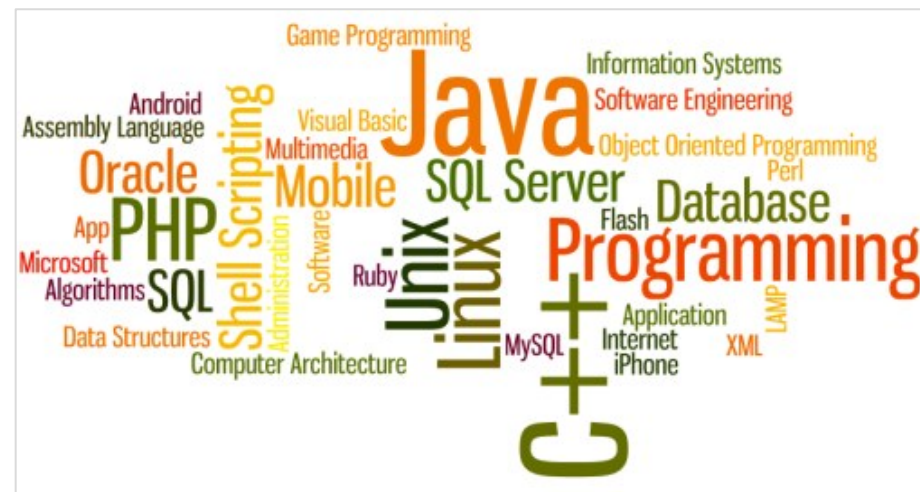 Game Programming
Java
Information Systems
Software Engineering
Android
Assembly Language
Shell Scripting
Visual Basic
Multimedia
Object Oriented Programming
Perl
Oracle
Mobile
SQL Server
Database
PHP
App
Flash
Programming
Microsoft
Algorithms
SQL
Administration
Software
Ruby
Unix
Linux
C++
LAMP
Application
Data Structures
MySQL
Internet
XML
Computer Architecture
iPhone